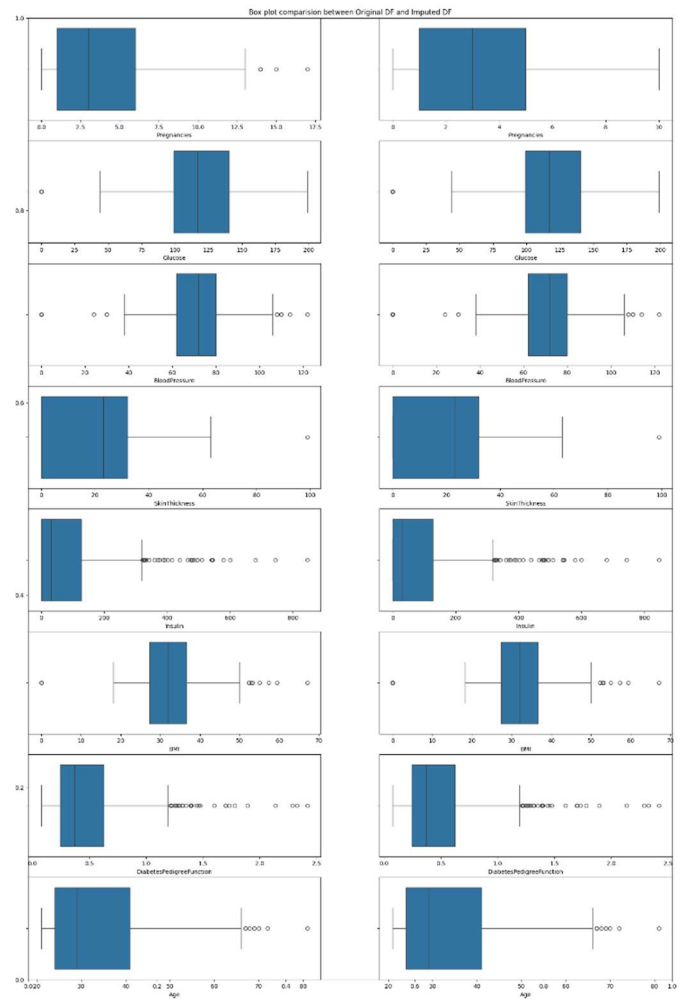 Box plot comparision between Original DF and Imputed DF
1.0
0.0 2.5 5.0 7.5 10.0 12.5 15.0 17.5 0 2 4 6 8 10
Pregnancies Pregnancies
0.8
0 25 50 75 100 125 150 175 200 0 25 50 75 100 125 150 175 200
Glucose Glucose
0 20 40 60 80 100 120 0 20 40 60 80 100 120
BloodPressure BloodPressure
0.6
0 20 40 60 80 100 0 20 40 60 80 100
SkinThickness SkinThickness
0.4
0 200 400 600 800 0 200 400 600 800
Insulin Insulin
0 10 20 30 40 50 60 70 0 10 20 30 40 50 60 70
BMI BMI
0.2
0.0 0.5 1.0 1.5 2.0 2.5 0.0 0.5 1.0 1.5 2.0 2.5
DiabetesPedigreeFunction DiabetesPedigreeFunction
0.0
0.0 20 30 40 0.2 50 60 70 0.4 80 20 0.6 30 40 0.8 50 60 70 80 1.0
Age Age